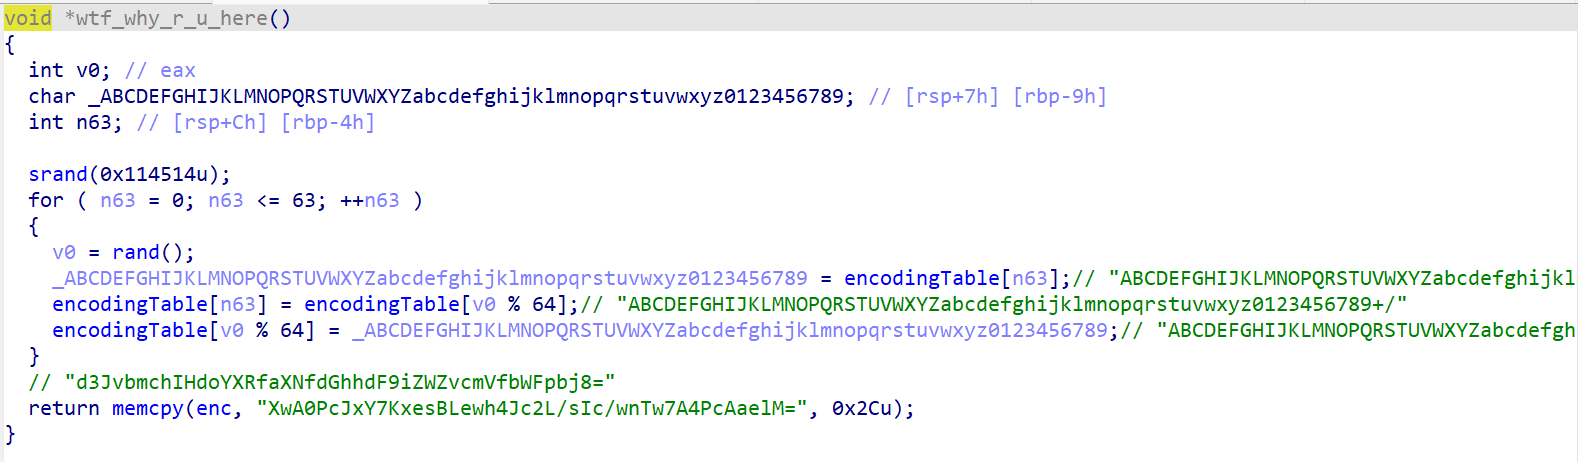 void *wtf_why_r_u_here()
{
  int v0; // eax
  char _ABCDEFGHIJKLMNOPQRSTUVWXYZabcdefghijklmnopqrstuvwxyz0123456789; // [rsp+7h] [rbp-9h]
  int n63; // [rsp+Ch] [rbp-4h]

  srand(0x114514u);
  for ( n63 = 0; n63 <= 63; ++n63 )
  {
    v0 = rand();
    _ABCDEFGHIJKLMNOPQRSTUVWXYZabcdefghijklmnopqrstuvwxyz0123456789 = encodingTable[n63];// "ABCDEFGHIJKLMNOPQRSTUVWXYZabcdefghijkl
    encodingTable[n63] = encodingTable[v0 % 64];// "ABCDEFGHIJKLMNOPQRSTUVWXYZabcdefghijklmnopqrstuvwxyz0123456789+/"
    encodingTable[v0 % 64] = _ABCDEFGHIJKLMNOPQRSTUVWXYZabcdefghijklmnopqrstuvwxyz0123456789;// "ABCDEFGHIJKLMNOPQRSTUVWXYZabcdefgh
  }
  // "d3JvbmchIHdoYXRfaXNfdGhhdF9iZWZvcmVfbWFpbj8="
  return memcpy(enc, "XwA0PcJxY7KxesBLewh4Jc2L/sIc/wnTw7A4PcAaelM=", 0x2Cu);
}